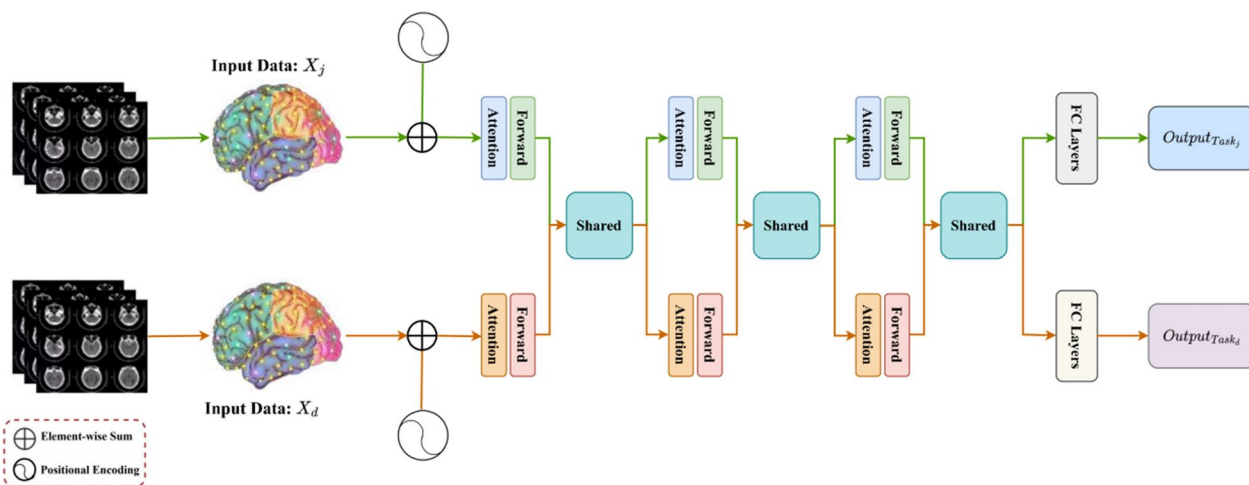 Input Data: X_j
Attention
Forward
Attention
Forward
Attention
Forward
FC Layers
Output_{Task_j}
Shared
Shared
Shared
Attention
Forward
Attention
Forward
Attention
Forward
FC Layers
Output_{Task_d}
Input Data: X_d
Element-wise Sum
Positional Encoding